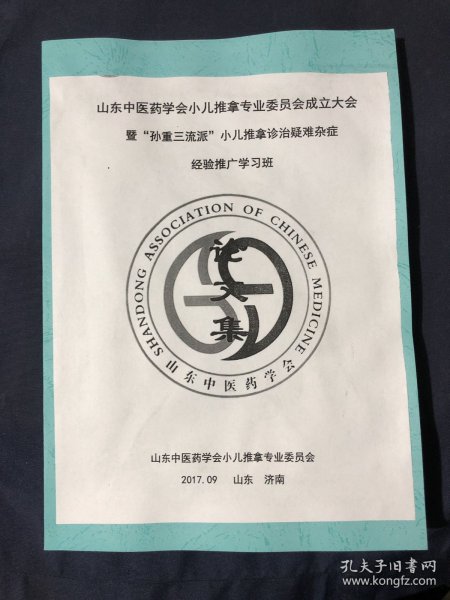 山东中医药学会小儿推拿专业委员会成立大会
暨“孙重三流派”小儿推拿诊治疑难杂症
经验推广学习班
SHANDONG ASSOCIATION OF CHINESE MEDICINE
论
文
集
山东中医药学会
山东中医药学会小儿推拿专业委员会
2017.09 山东 济南
孔夫子旧书网
www.kongfz.com